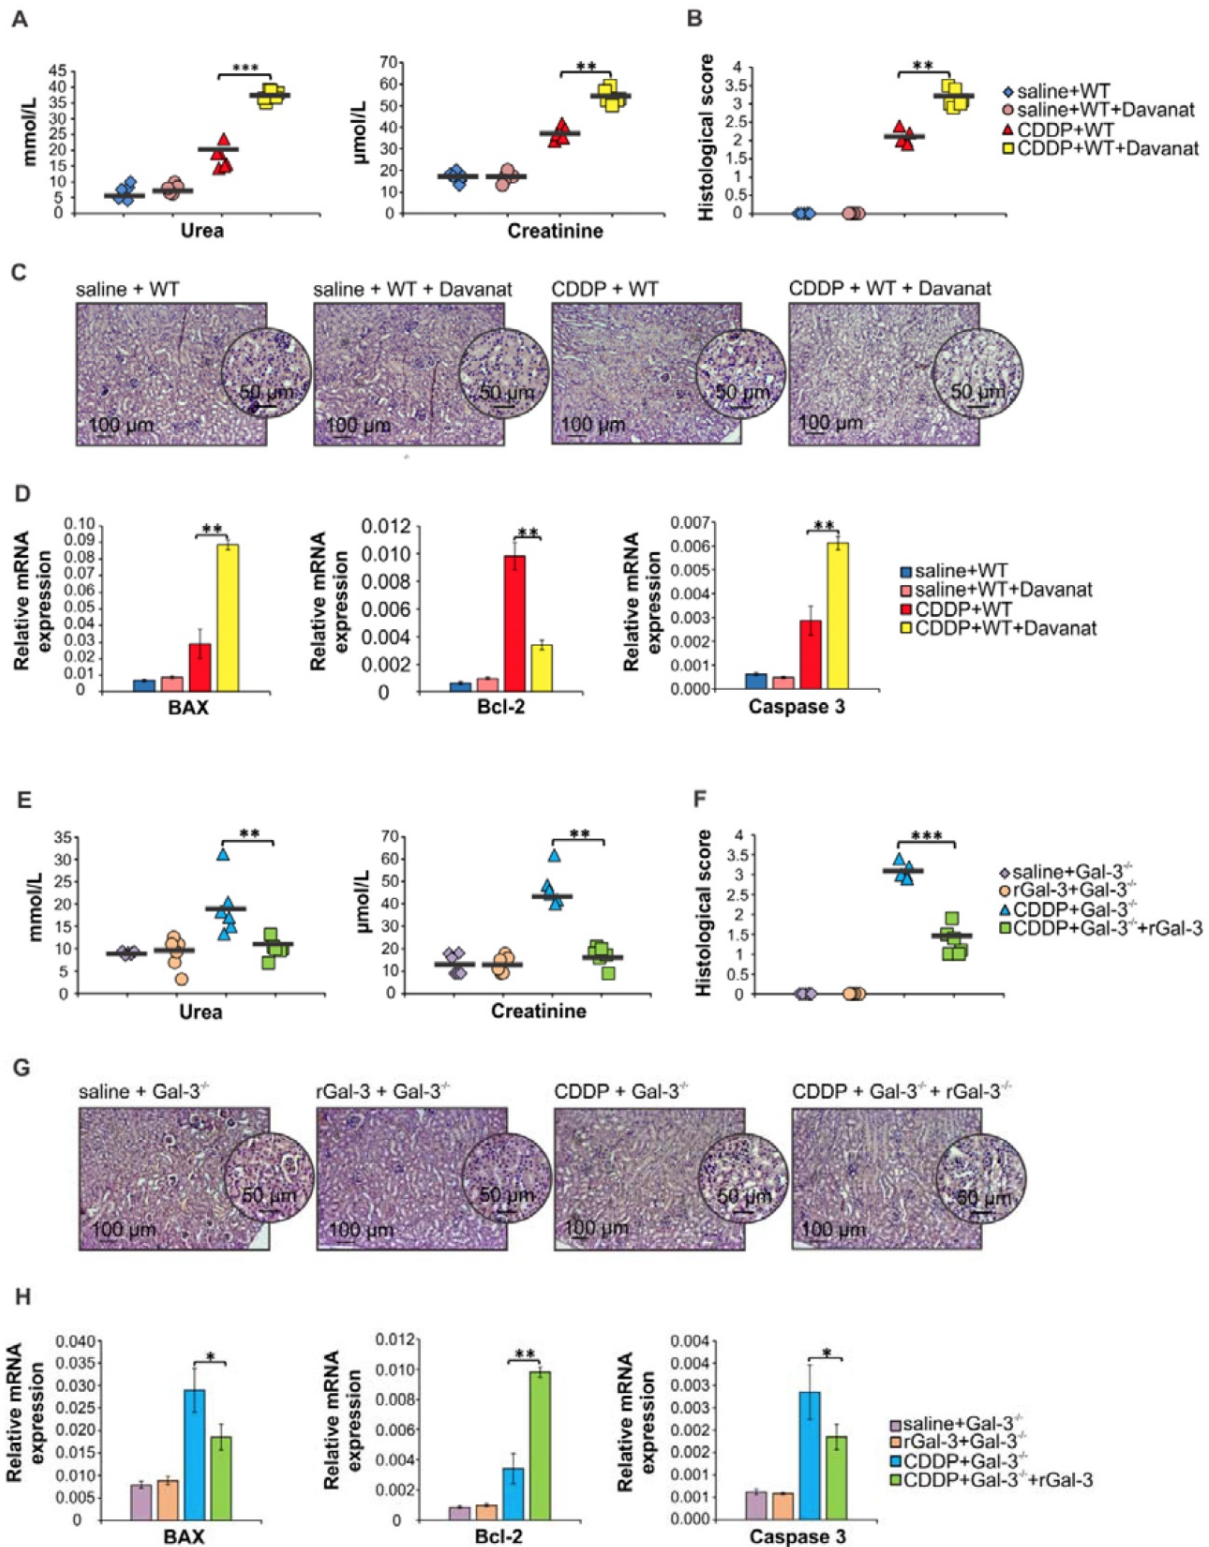 A
B
***
**
**
mmol/L
45
40
35
30
25
20
15
10
5
0
Urea
µmol/L
70
60
50
40
30
20
10
0
Creatinine
Histological score
4
3.5
3
2.5
2
1.5
1
0.5
0
saline+WT
saline+WT+Davanat
CDDP+WT
CDDP+WT+Davanat
C
saline + WT
saline + WT + Davanat
CDDP + WT
CDDP + WT + Davanat
50 µm
50 µm
50 µm
50 µm
100 µm
100 µm
100 µm
100 µm
D
Relative mRNA
expression
0.10
0.09
0.08
0.07
0.06
0.05
0.04
0.03
0.02
0.01
0
**
BAX
Relative mRNA
expression
0.012
0.010
0.008
0.006
0.004
0.002
0
**
Bcl-2
Relative mRNA
expression
0.007
0.006
0.005
0.004
0.003
0.002
0.001
0.000
**
Caspase 3
saline+WT
saline+WT+Davanat
CDDP+WT
CDDP+WT+Davanat
E
F
mmol/L
35
30
25
20
15
10
5
0
**
Urea
µmol/L
70
60
50
40
30
20
10
0
**
Creatinine
Histological score
4
3.5
3
2.5
2
1.5
1
0.5
0
***
saline+Gal-3-/-
rGal-3+Gal-3-/-
CDDP+Gal-3-/-
CDDP+Gal-3-/-+rGal-3
G
saline + Gal-3-/-
rGal-3 + Gal-3-/-
CDDP + Gal-3-/-
CDDP + Gal-3-/- + rGal-3-/-
50 µm
50 µm
50 µm
50 µm
100 µm
100 µm
100 µm
100 µm
H
Relative mRNA
expression
0.040
0.035
0.030
0.025
0.020
0.015
0.010
0.005
0
*
BAX
Relative mRNA
expression
0.012
0.010
0.008
0.006
0.004
0.002
0
**
Bcl-2
Relative mRNA
expression
0.004
0.003
0.003
0.002
0.002
0.001
0.001
0.000
*
Caspase 3
saline+Gal-3-/-
rGal-3+Gal-3-/-
CDDP+Gal-3-/-
CDDP+Gal-3-/-+rGal-3